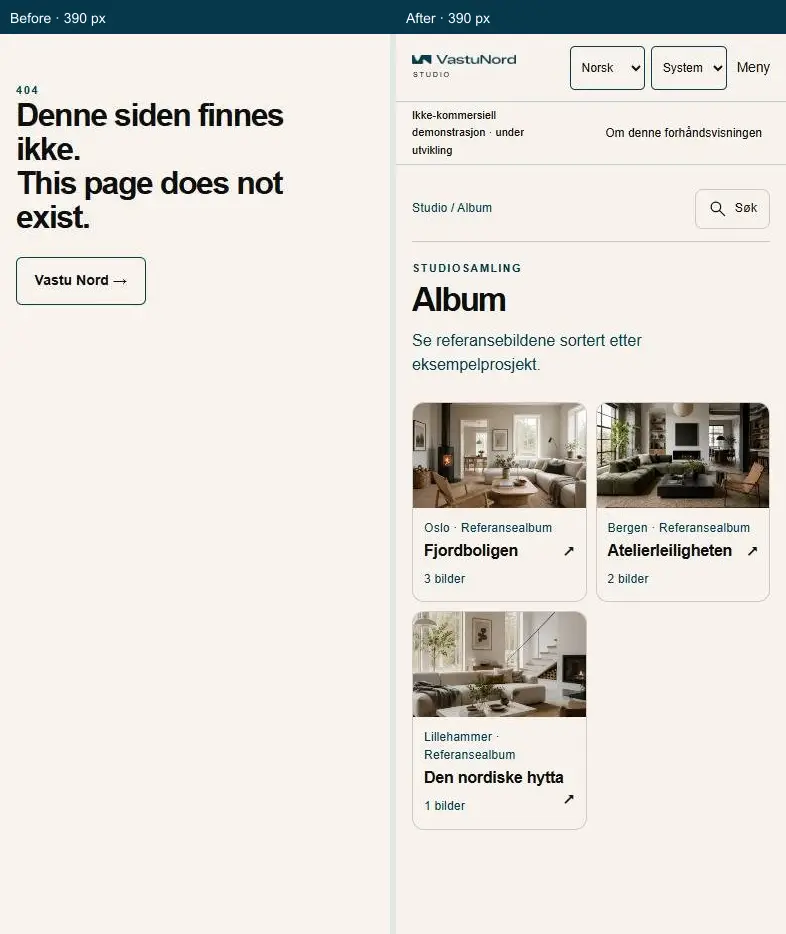 Before · 390 px
404
Denne siden finnes
ikke.
This page does not
exist.
Vastu Nord →
After · 390 px
VastuNord
STUDIO
Norsk
System
Meny
Ikke-kommersiell
demonstrasjon · under
utvikling
Om denne forhåndsvisningen
Studio / Album
Søk
STUDIOSAMLING
Album
Se referansebildene sortert etter
eksempelprosjekt.
Oslo · Referansealbum
Fjordboligen ↗
3 bilder
Bergen · Referansealbum
Atelierleiligheten ↗
2 bilder
Lillehammer ·
Referansealbum
Den nordiske hytta ↗
1 bilder